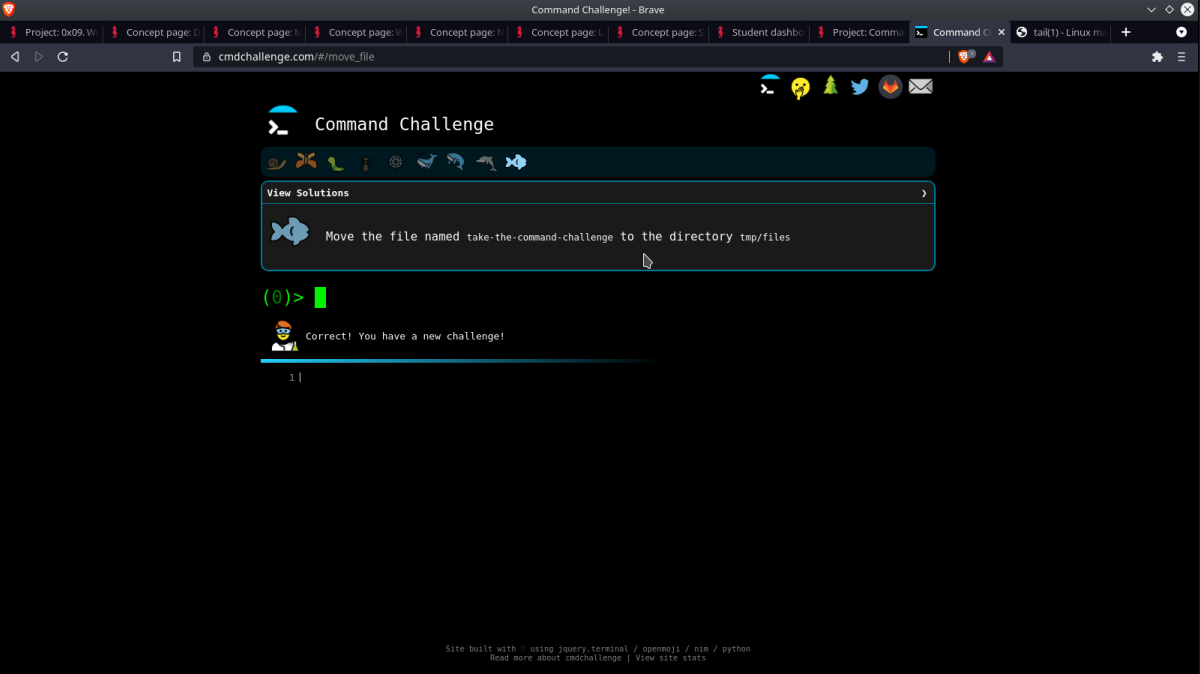 Command Challenge! - Brave
Project: 0x09. W
Concept page:
Concept page:
Concept page:
Concept page:
Concept page:
Concept page:
Student dashbo
Project: Comma
Command C
tail(1) - Linux m
cmdchallenge.com/#/move_file
Command Challenge
View Solutions
Move the file named take-the-command-challenge to the directory tmp/files
(0)>
Correct! You have a new challenge!
1
Site built with ♡ using jquery.terminal / openmoji / nim / python
Read more about cmdchallenge | View site stats